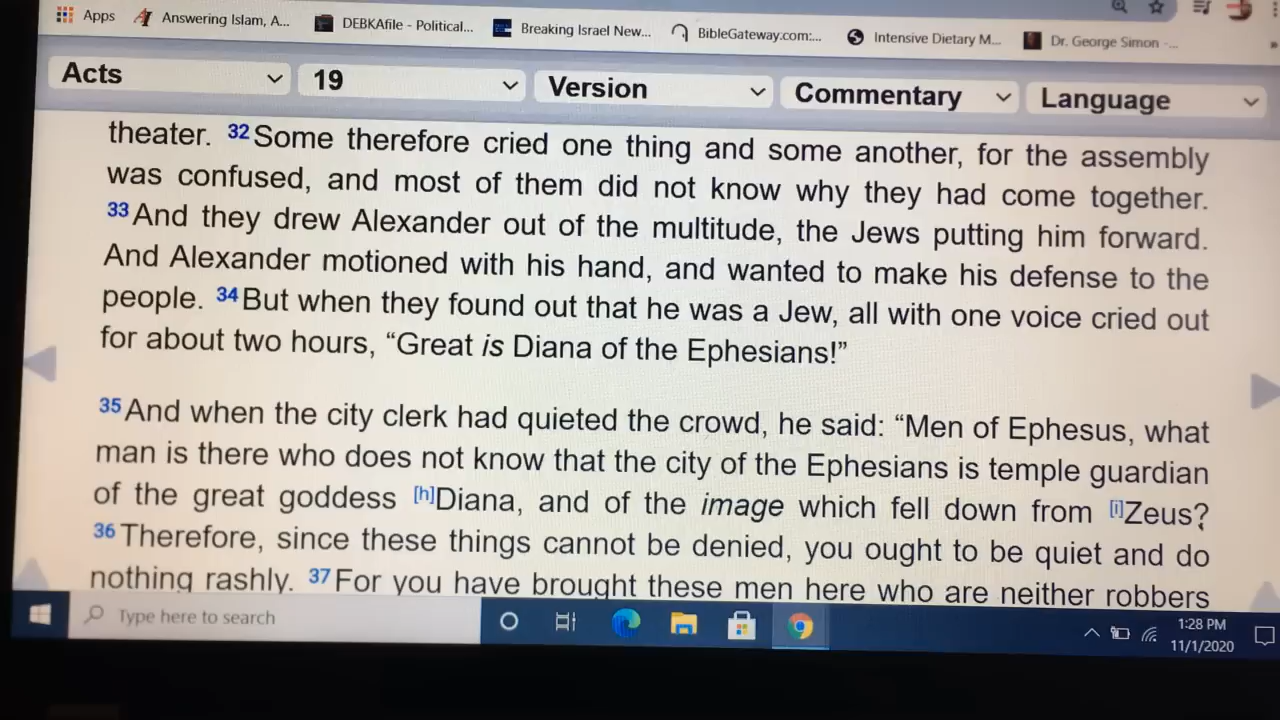 Apps Answering Islam, A... DEBKAfile - Political... Breaking Israel New... BibleGateway.com:... Intensive Dietary M... Dr. George Simon -...
Acts 19 Version Commentary Language
theater. 32 Some therefore cried one thing and some another, for the assembly
was confused, and most of them did not know why they had come together.
33 And they drew Alexander out of the multitude, the Jews putting him forward.
And Alexander motioned with his hand, and wanted to make his defense to the
people. 34 But when they found out that he was a Jew, all with one voice cried out
for about two hours, “Great is Diana of the Ephesians!”
35 And when the city clerk had quieted the crowd, he said: “Men of Ephesus, what
man is there who does not know that the city of the Ephesians is temple guardian
of the great goddess [h]Diana, and of the image which fell down from [i]Zeus?
36 Therefore, since these things cannot be denied, you ought to be quiet and do
nothing rashly. 37 For you have brought these men here who are neither robbers
Type here to search
1:28 PM
11/1/2020